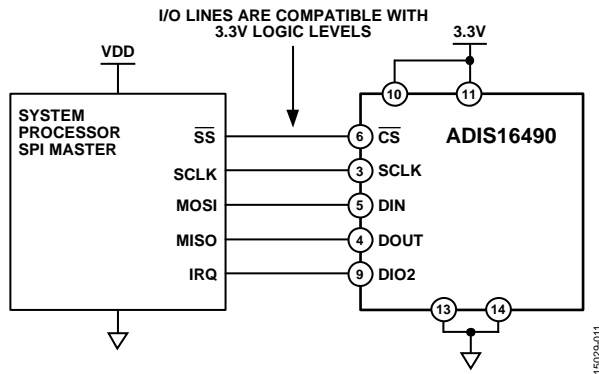 I/O LINES ARE COMPATIBLE WITH
3.3V LOGIC LEVELS
VDD
3.3V
10
11
SYSTEM
PROCESSOR
SPI MASTER
ADIS16490
SS
6
CS
SCLK
3
SCLK
MOSI
5
DIN
MISO
4
DOUT
IRQ
9
DIO2
13
14
15029-011